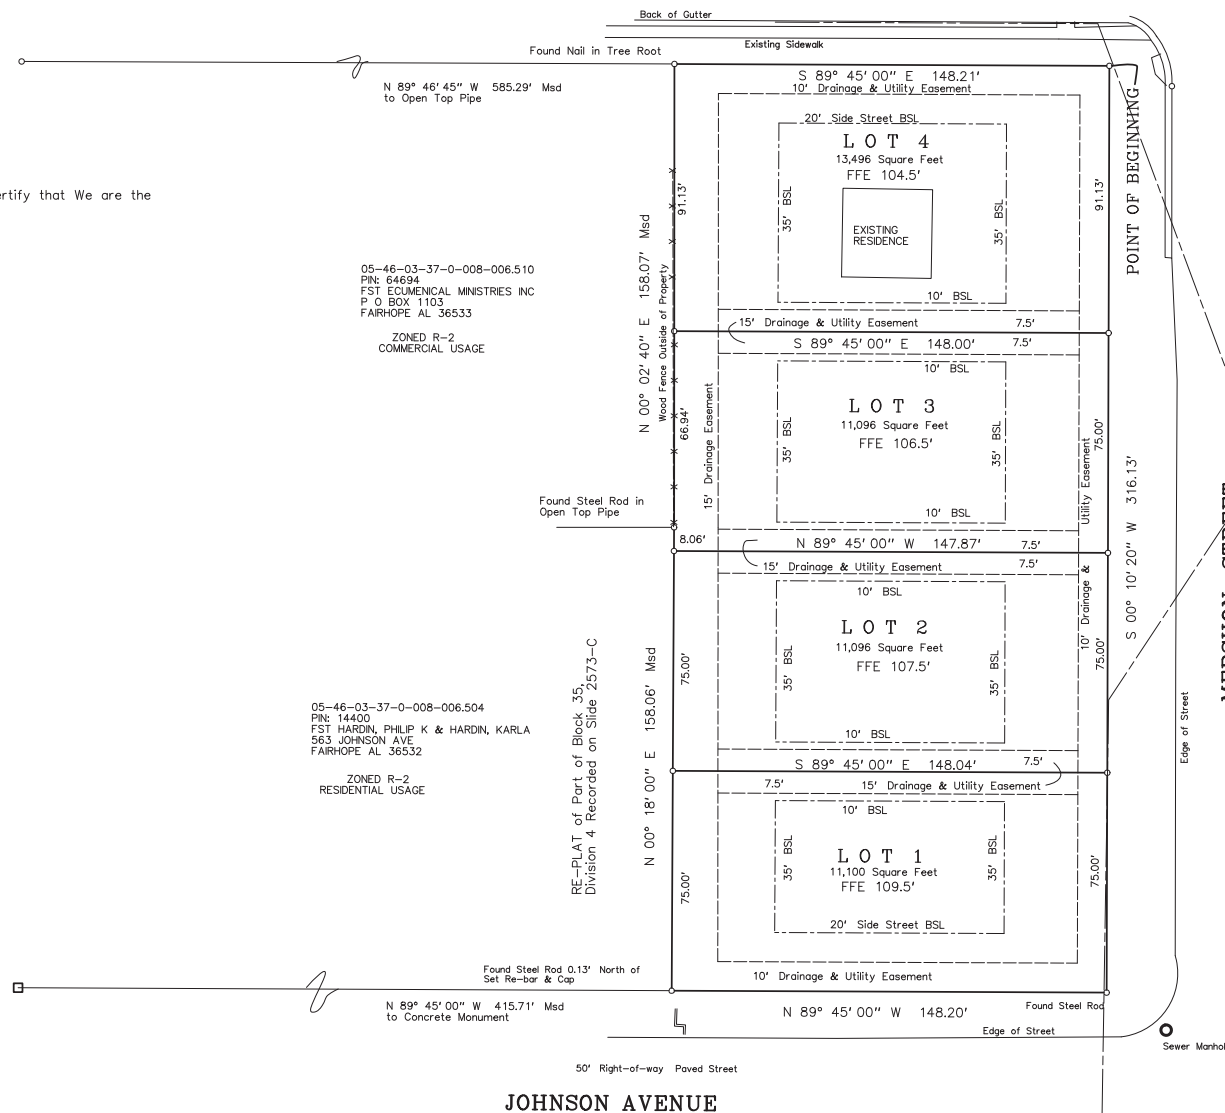 Back of Gutter
Existing Sidewalk
Found Nail in Tree Root
N 89° 46' 45" W 585.29' Msd
to Open Top Pipe
S 89° 45' 00" E 148.21'
10' Drainage & Utility Easement
20' Side Street BSL
LOT 4
13,496 Square Feet
FFE 104.5'
EXISTING
RESIDENCE
35' BSL
35' BSL
10' BSL
91.13'
91.13'
POINT OF BEGINNING
ertify that We are the
N 00° 02' 40" E 158.07' Msd
Wood Fence Outside of Property
05-46-03-37-0-008-006.510
PIN: 64694
FST ECUMENICAL MINISTRIES INC
P O BOX 1103
FAIRHOPE AL 36533
ZONED R-2
COMMERCIAL USAGE
15' Drainage & Utility Easement
7.5'
S 89° 45' 00" E 148.00'
7.5'
10' BSL
LOT 3
11,096 Square Feet
FFE 106.5'
35' BSL
35' BSL
10' BSL
66.94'
15' Drainage Easement
75.00'
Utility Easement
10' Drainage &
S 00° 10' 20" W 316.13'
Found Steel Rod in
Open Top Pipe
8.06'
N 89° 45' 00" W 147.87'
7.5'
15' Drainage & Utility Easement
7.5'
10' BSL
LOT 2
11,096 Square Feet
FFE 107.5'
35' BSL
35' BSL
10' BSL
75.00'
75.00'
RE-PLAT of Part of Block 35,
Division 4 Recorded on Slide 2573-C
N 00° 18' 00" E 158.06' Msd
05-46-03-37-0-008-006.504
PIN: 14400
FST HARDIN, PHILIP K & HARDIN, KARLA
563 JOHNSON AVE
FAIRHOPE AL 36532
ZONED R-2
RESIDENTIAL USAGE
Edge of Street
S 89° 45' 00" E 148.04'
7.5'
7.5'
15' Drainage & Utility Easement
10' BSL
LOT 1
11,100 Square Feet
FFE 109.5'
35' BSL
35' BSL
20' Side Street BSL
75.00'
75.00'
10' Drainage & Utility Easement
Found Steel Rod 0.13' North of
Set Re-bar & Cap
N 89° 45' 00" W 415.71' Msd
to Concrete Monument
N 89° 45' 00" W 148.20'
Found Steel Rod
Edge of Street
Sewer Manhol
50' Right-of-way Paved Street
JOHNSON AVENUE